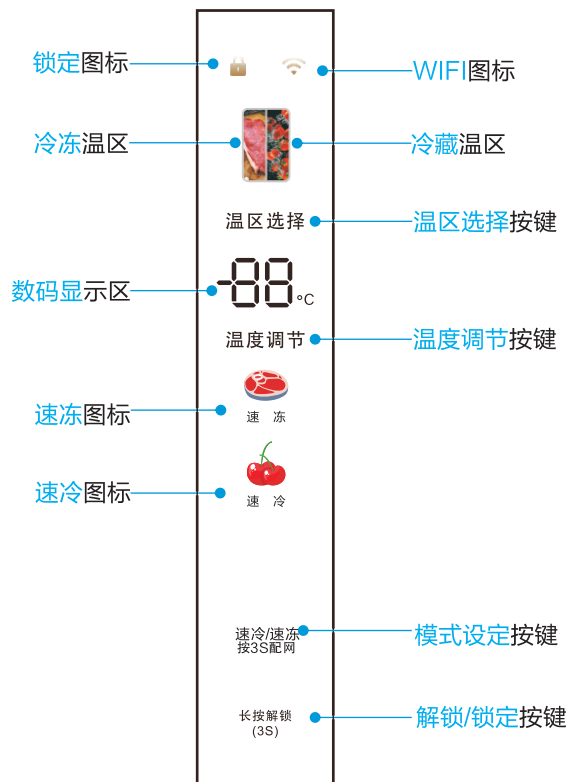 锁定图标
WIFI图标
冷冻温区
冷藏温区
温区选择
温区选择按键
数码显示区
-88°C
温度调节
温度调节按键
速冻图标
速 冻
速冷图标
速 冷
速冷/速冻
按3S配网
模式设定按键
长按解锁
(3S)
解锁/锁定按键